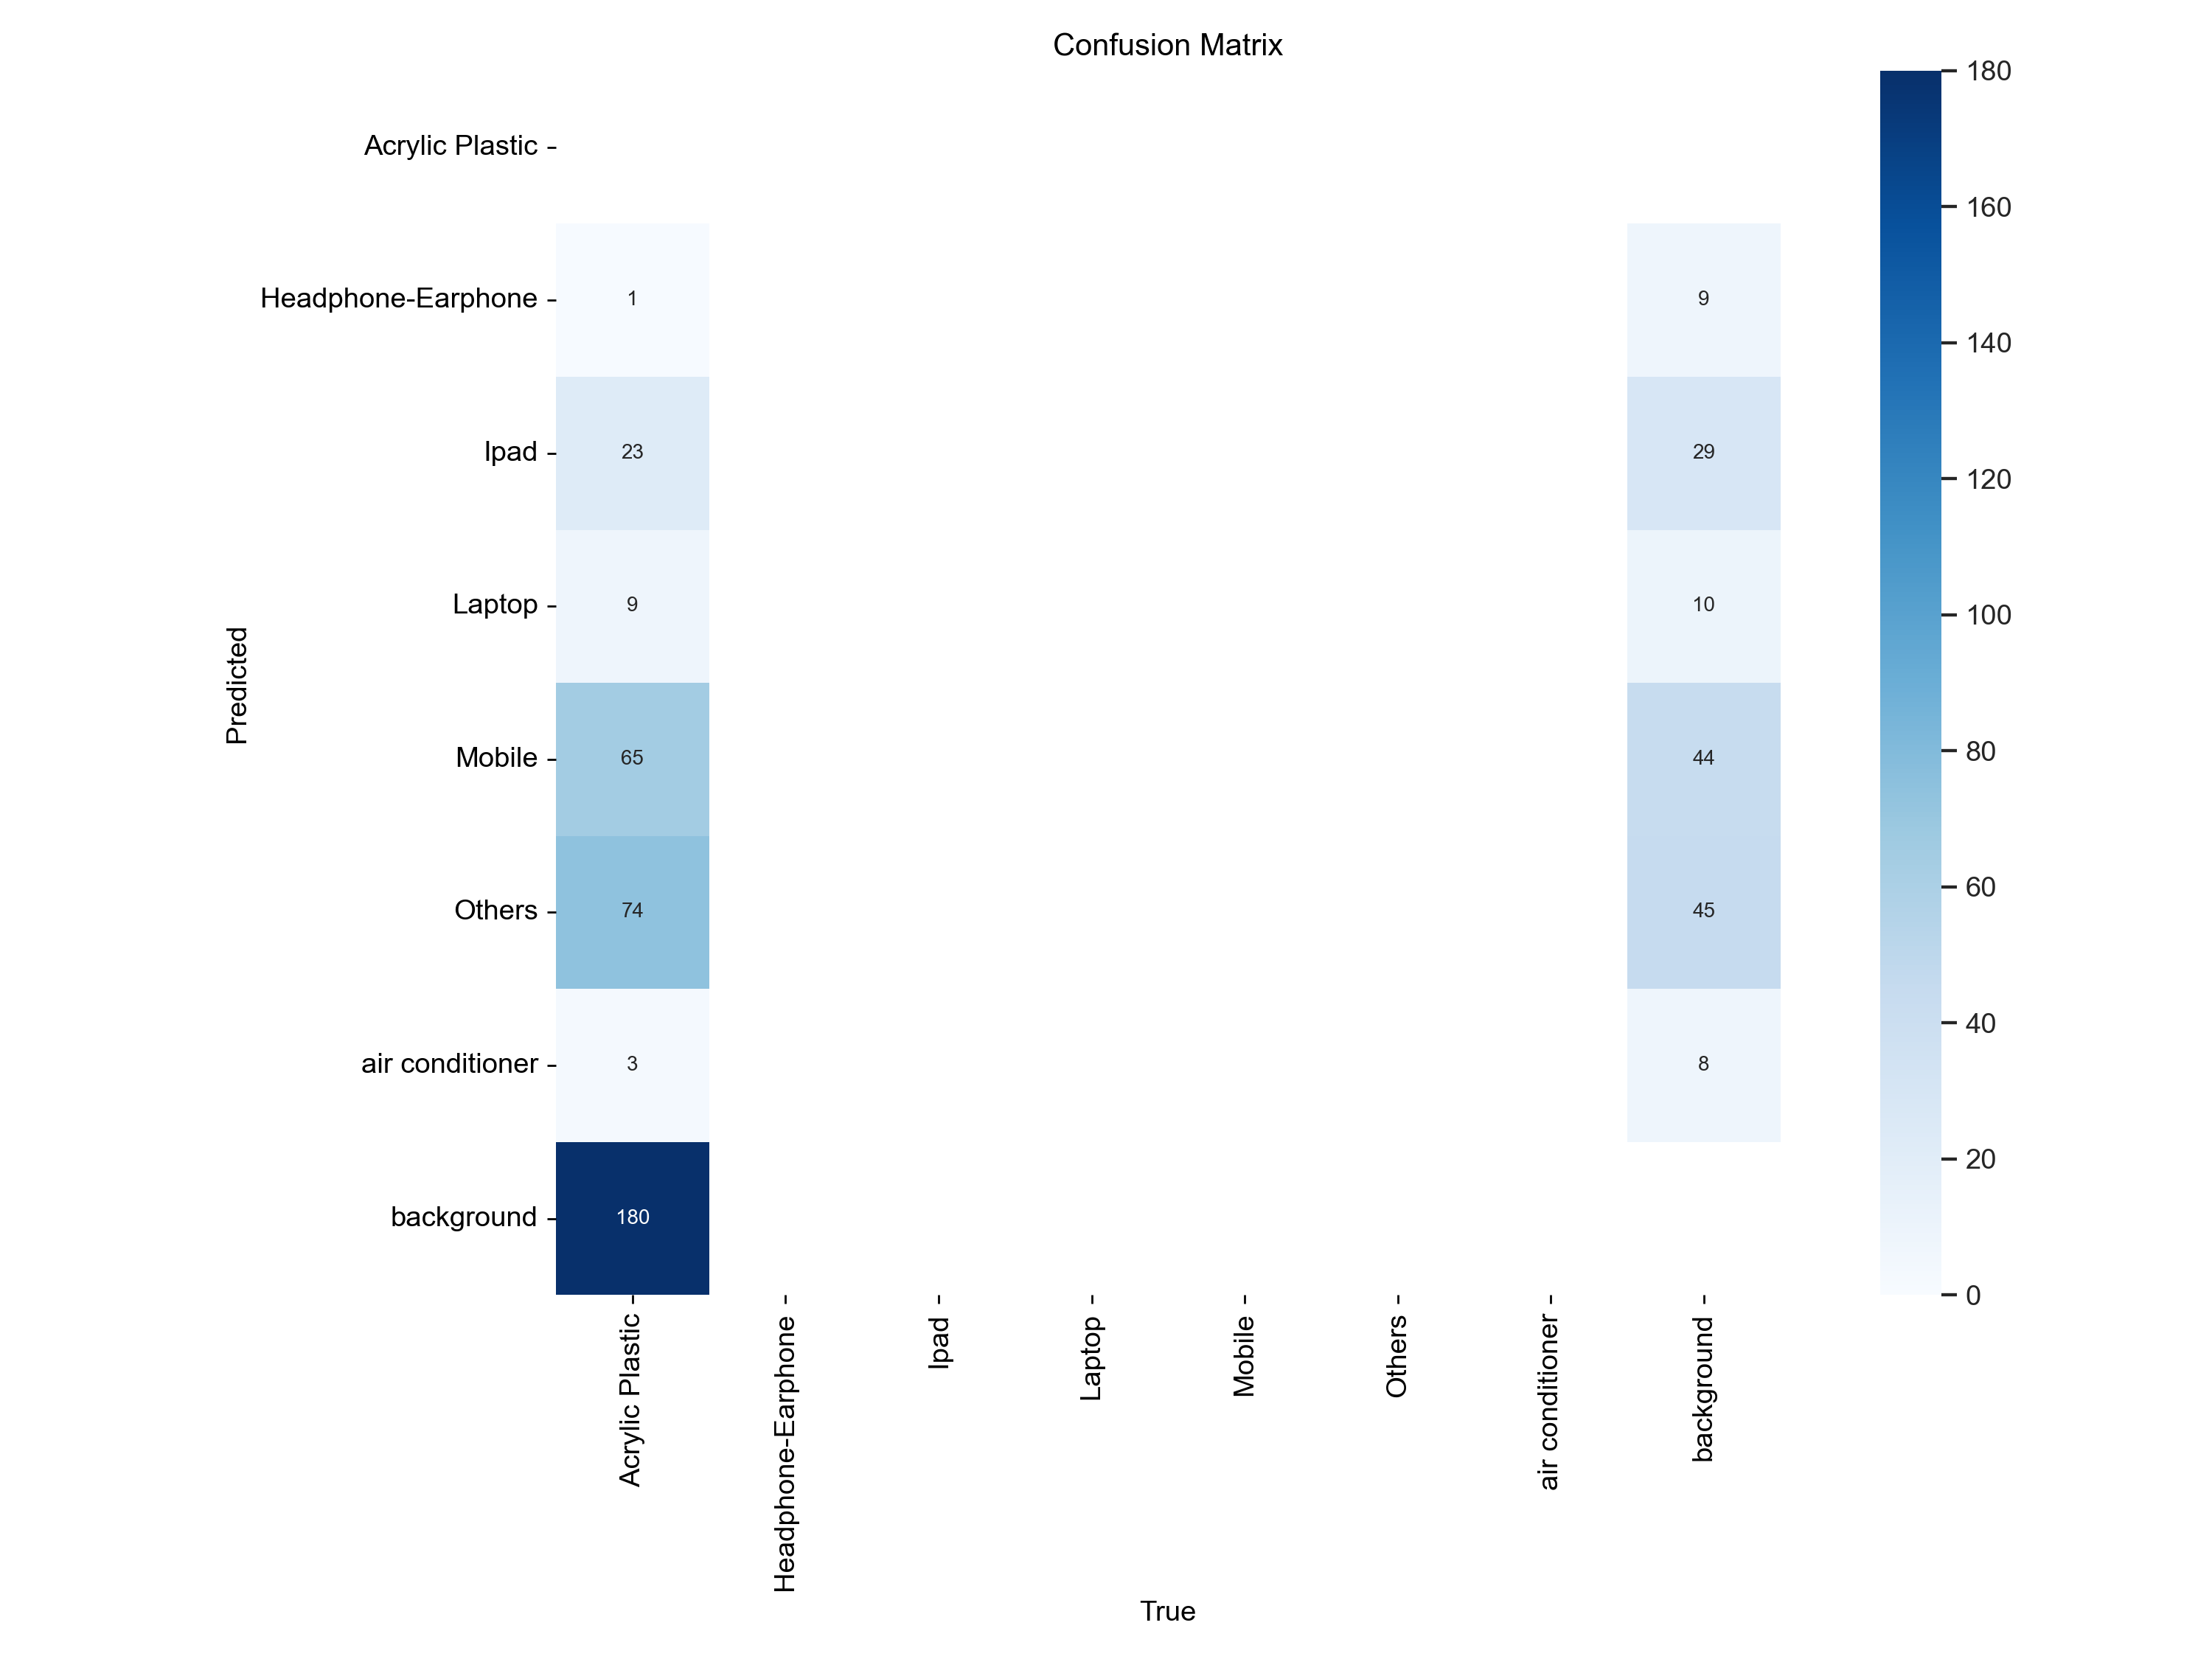 Confusion Matrix
Acrylic Plastic
Headphone-Earphone
1
9
Ipad
23
29
Laptop
9
10
Mobile
65
44
Others
74
45
air conditioner
3
8
background
180
Predicted
Acrylic Plastic
Headphone-Earphone
Ipad
Laptop
Mobile
Others
air conditioner
background
True
180
160
140
120
100
80
60
40
20
0